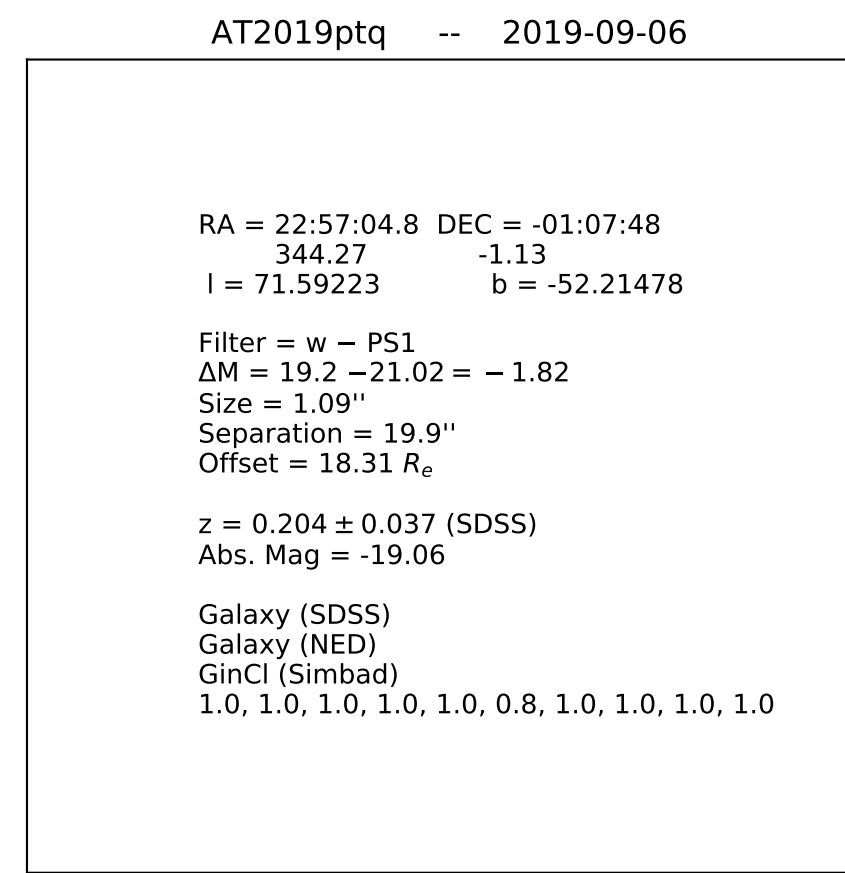 AT2019ptq -- 2019-09-06
RA = 22:57:04.8 DEC = -01:07:48
344.27 -1.13
l = 71.59223 b = -52.21478
Filter = w − PS1
ΔM = 19.2 −21.02 = − 1.82
Size = 1.09''
Separation = 19.9''
Offset = 18.31 Rₑ
z = 0.204 ± 0.037 (SDSS)
Abs. Mag = -19.06
Galaxy (SDSS)
Galaxy (NED)
GinCl (Simbad)
1.0, 1.0, 1.0, 1.0, 1.0, 0.8, 1.0, 1.0, 1.0, 1.0